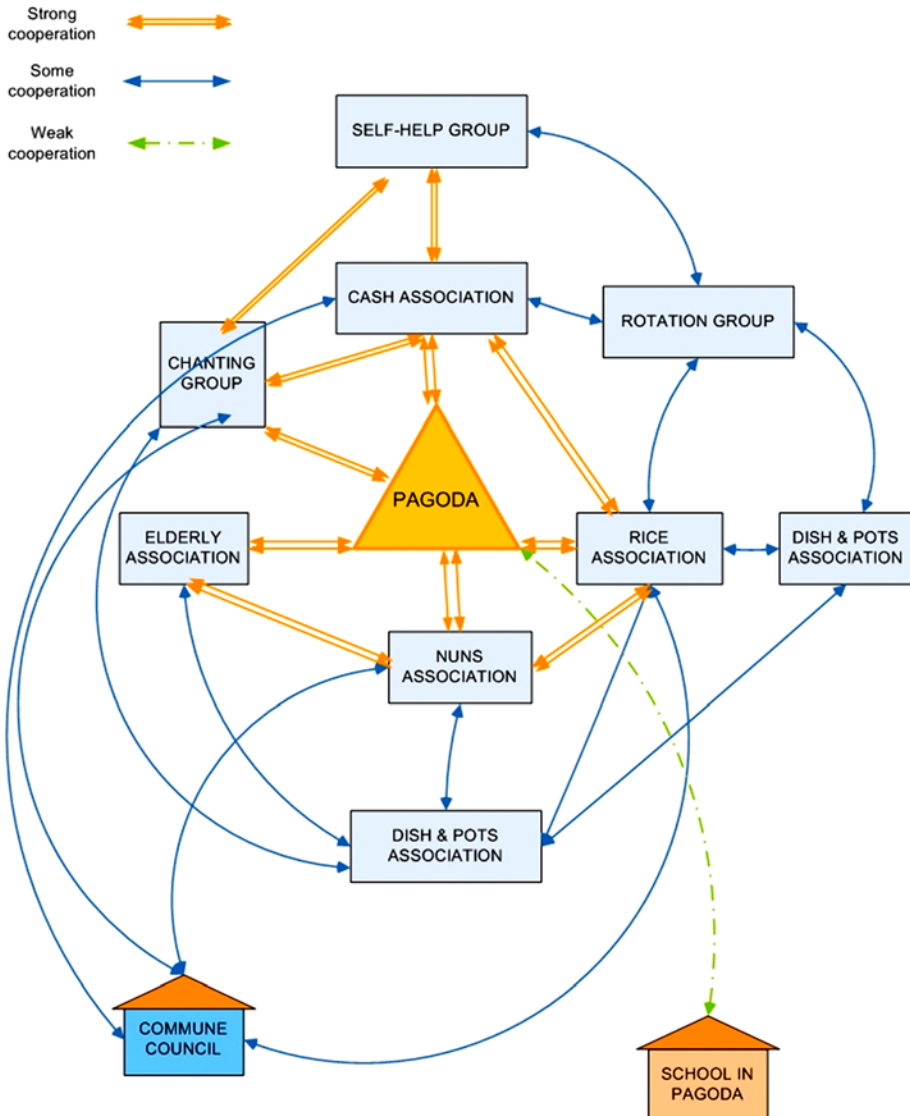 Strong
cooperation
Some
cooperation
Weak
cooperation
SELF-HELP GROUP
CASH ASSOCIATION
ROTATION GROUP
CHANTING
GROUP
PAGODA
ELDERLY
ASSOCIATION
RICE
ASSOCIATION
DISH & POTS
ASSOCIATION
NUNS
ASSOCIATION
DISH & POTS
ASSOCIATION
COMMUNE
COUNCIL
SCHOOL IN
PAGODA